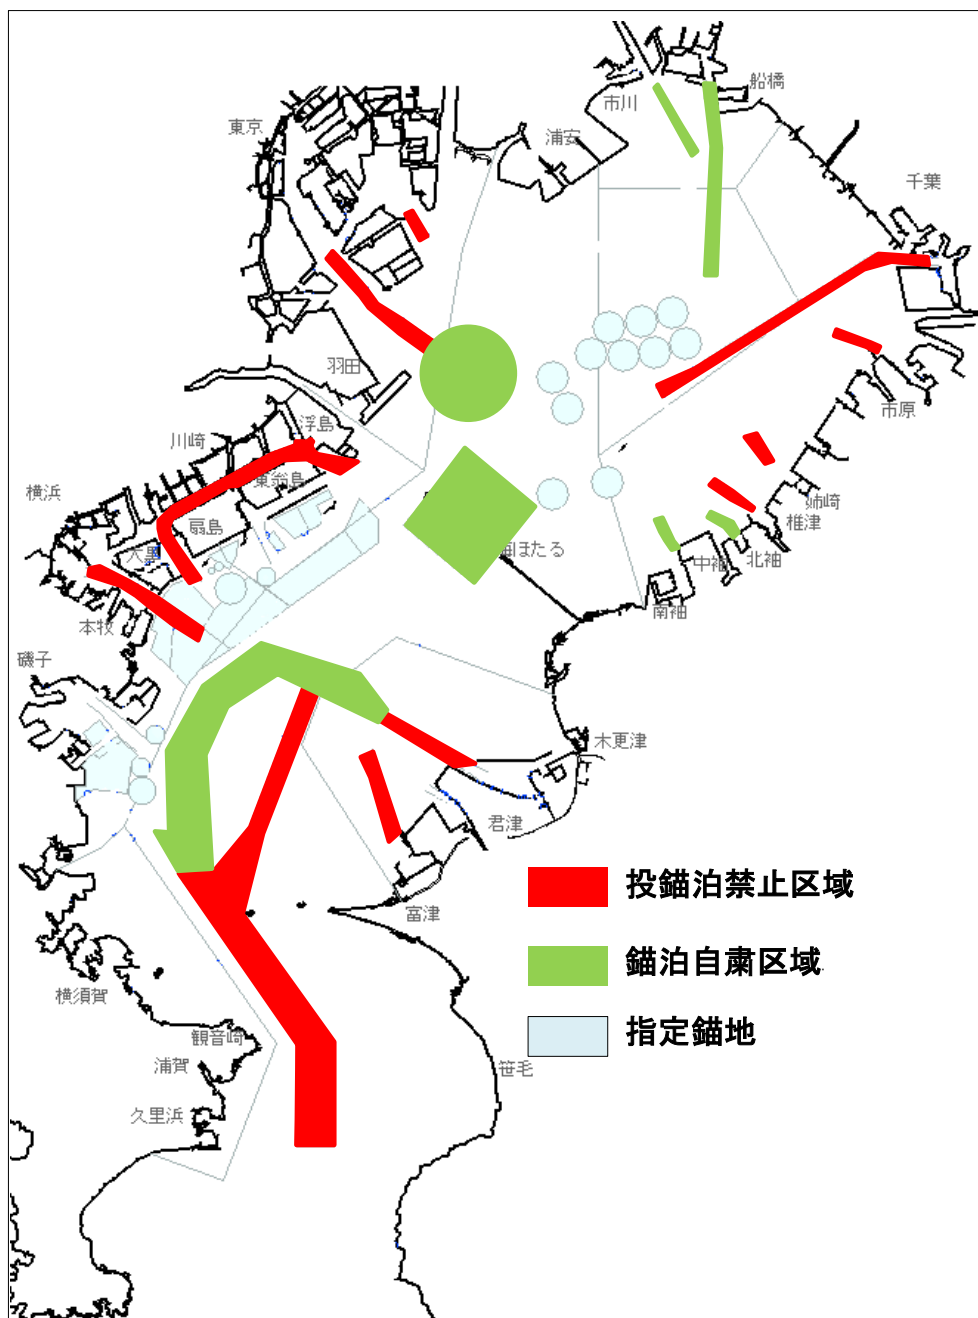 船橋
市川
東京
浦安
千葉
羽田
市原
浮島
川崎
東扇島
横浜
姉崎
扇島
椎津
大黒
海ほたる
中袖
北袖
南袖
本牧
磯子
木更津
君津
投錨泊禁止区域
富津
錨泊自粛区域
横須賀
指定錨地
観音崎
浦賀
笹毛
久里浜